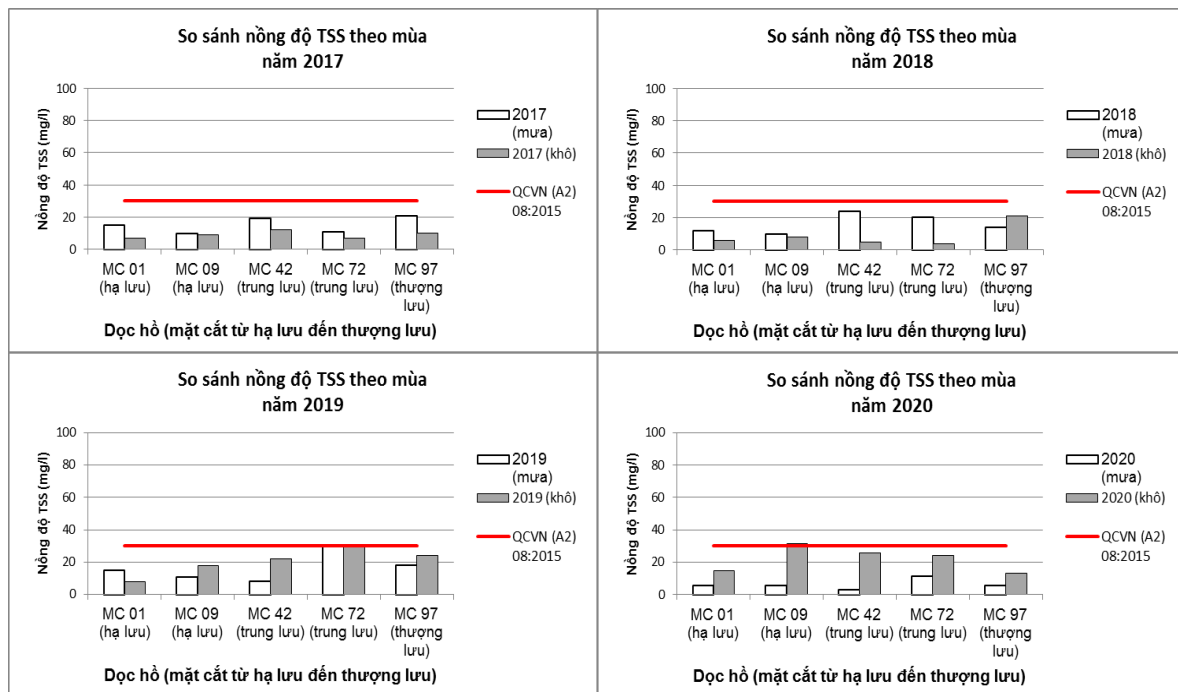 So sánh nồng độ TSS theo mùa
năm 2017
Nồng độ TSS (mg/l)
100
80
60
40
20
0
MC 01
(hạ lưu)
MC 09
(hạ lưu)
MC 42
(trung lưu)
MC 72
(trung lưu)
MC 97
(thượng
lưu)
Dọc hồ (mặt cắt từ hạ lưu đến thượng lưu)
2017
(mưa)
2017 (khô)
QCVN (A2)
08:2015
So sánh nồng độ TSS theo mùa
năm 2018
Nồng độ TSS (mg/l)
100
80
60
40
20
0
MC 01
(hạ lưu)
MC 09
(hạ lưu)
MC 42
(trung lưu)
MC 72
(trung lưu)
MC 97
(thượng
lưu)
Dọc hồ (mặt cắt từ hạ lưu đến thượng lưu)
2018
(mưa)
2018 (khô)
QCVN (A2)
08:2015
So sánh nồng độ TSS theo mùa
năm 2019
Nồng độ TSS (mg/l)
100
80
60
40
20
0
MC 01
(hạ lưu)
MC 09
(hạ lưu)
MC 42
(trung lưu)
MC 72
(trung lưu)
MC 97
(thượng
lưu)
Dọc hồ (mặt cắt từ hạ lưu đến thượng lưu)
2019
(mưa)
2019 (khô)
QCVN (A2)
08:2015
So sánh nồng độ TSS theo mùa
năm 2020
Nồng độ TSS (mg/l)
100
80
60
40
20
0
MC 01
(hạ lưu)
MC 09
(hạ lưu)
MC 42
(trung lưu)
MC 72
(trung lưu)
MC 97
(thượng
lưu)
Dọc hồ (mặt cắt từ hạ lưu đến thượng lưu)
2020
(mưa)
2020 (khô)
QCVN (A2)
08:2015